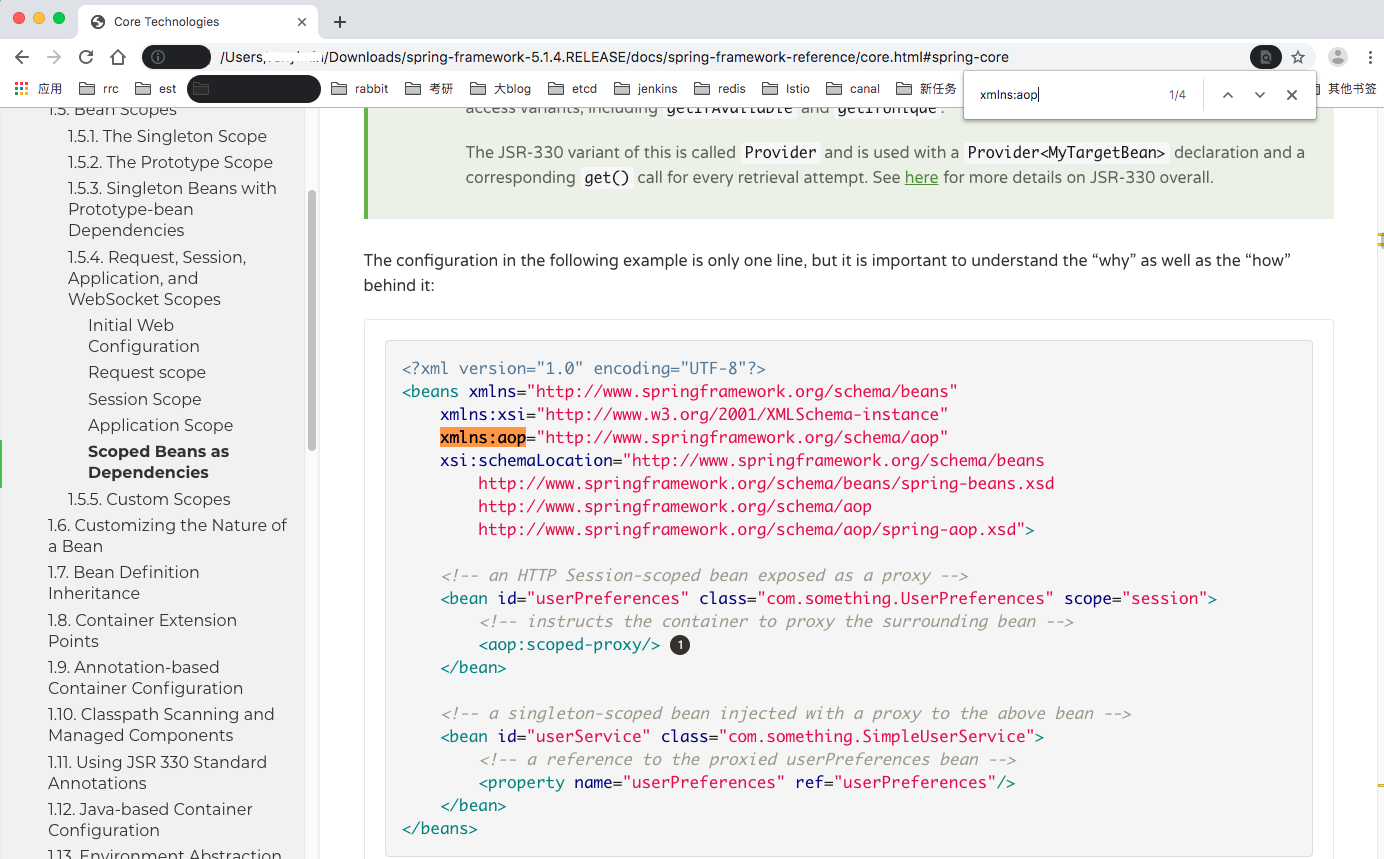 Core Technologies
/Users, /Downloads/spring-framework-5.1.4.RELEASE/docs/spring-framework-reference/core.html#spring-core
应用 rrc est rabbit 考研 大blog etcd jenkins redis Istio canal 新任务 其他书签
xmlns:aop 1/4
1.5. Bean Scopes
1.5.1. The Singleton Scope
1.5.2. The Prototype Scope
1.5.3. Singleton Beans with
Prototype-bean
Dependencies
1.5.4. Request, Session,
Application, and
WebSocket Scopes
Initial Web
Configuration
Request scope
Session Scope
Application Scope
Scoped Beans as
Dependencies
1.5.5. Custom Scopes
1.6. Customizing the Nature of
a Bean
1.7. Bean Definition
Inheritance
1.8. Container Extension
Points
1.9. Annotation-based
Container Configuration
1.10. Classpath Scanning and
Managed Components
1.11. Using JSR 330 Standard
Annotations
1.12. Java-based Container
Configuration
1.13. Environment Abstraction
access variants, including getIfAvailable and getIfUnique.
The JSR-330 variant of this is called Provider and is used with a Provider<MyTargetBean> declaration and a
corresponding get() call for every retrieval attempt. See here for more details on JSR-330 overall.
The configuration in the following example is only one line, but it is important to understand the “why” as well as the “how”
behind it:
<?xml version="1.0" encoding="UTF-8"?>
<beans xmlns="http://www.springframework.org/schema/beans"
xmlns:xsi="http://www.w3.org/2001/XMLSchema-instance"
xmlns:aop="http://www.springframework.org/schema/aop"
xsi:schemaLocation="http://www.springframework.org/schema/beans
http://www.springframework.org/schema/beans/spring-beans.xsd
http://www.springframework.org/schema/aop
http://www.springframework.org/schema/aop/spring-aop.xsd">
<!-- an HTTP Session-scoped bean exposed as a proxy -->
<bean id="userPreferences" class="com.something.UserPreferences" scope="session">
<!-- instructs the container to proxy the surrounding bean -->
<aop:scoped-proxy/> 1
</bean>
<!-- a singleton-scoped bean injected with a proxy to the above bean -->
<bean id="userService" class="com.something.SimpleUserService">
<!-- a reference to the proxied userPreferences bean -->
<property name="userPreferences" ref="userPreferences"/>
</bean>
</beans>